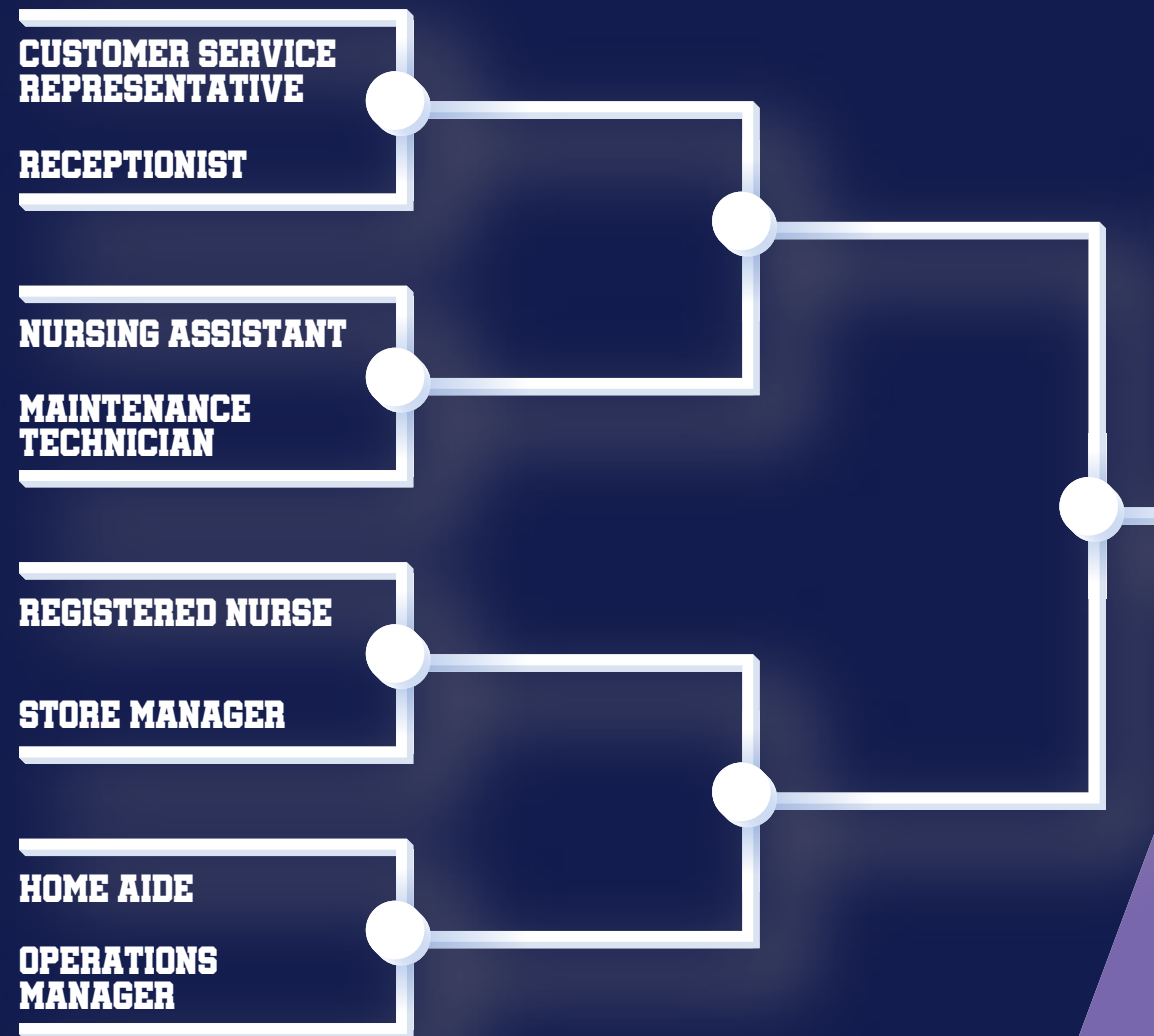 CUSTOMER SERVICE
REPRESENTATIVE
RECEPTIONIST
NURSING ASSISTANT
MAINTENANCE
TECHNICIAN
REGISTERED NURSE
STORE MANAGER
HOME AIDE
OPERATIONS
MANAGER